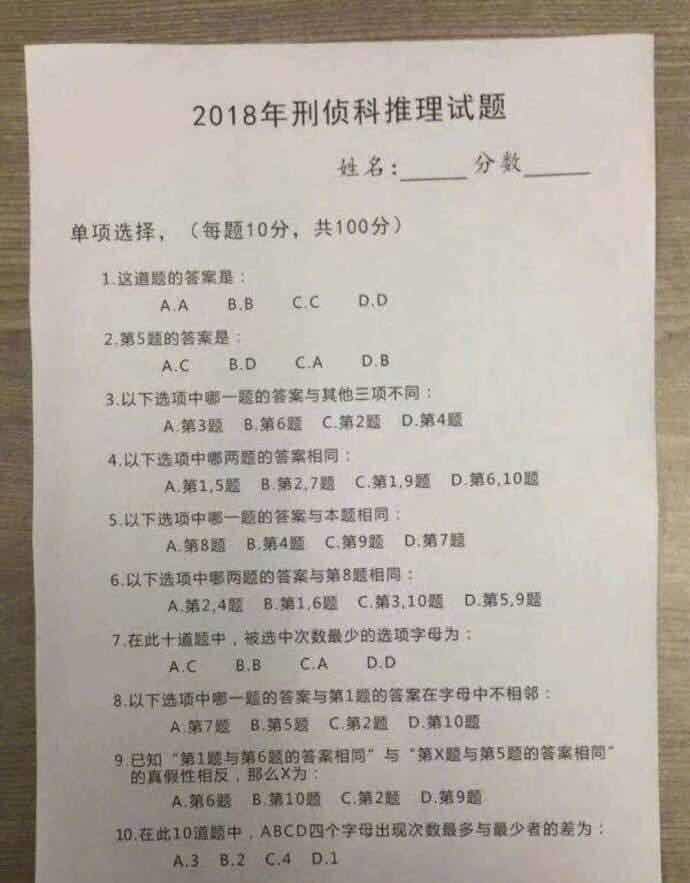 2018年刑侦科推理试题
姓名:_____ 分数_____
单项选择，（每题10分，共100分）
1.这道题的答案是：
A.A B.B C.C D.D
2.第5题的答案是：
A.C B.D C.A D.B
3.以下选项中哪一题的答案与其他三项不同：
A.第3题 B.第6题 C.第2题 D.第4题
4.以下选项中哪两题的答案相同：
A.第1,5题 B.第2,7题 C.第1,9题 D.第6,10题
5.以下选项中哪一题的答案与本题相同：
A.第8题 B.第4题 C.第9题 D.第7题
6.以下选项中哪两题的答案与第8题相同：
A.第2,4题 B.第1,6题 C.第3,10题 D.第5,9题
7.在此十道题中，被选中次数最少的选项字母为：
A.C B.B C.A D.D
8.以下选项中哪一题的答案与第1题的答案在字母中不相邻：
A.第7题 B.第5题 C.第2题 D.第10题
9.已知“第1题与第6题的答案相同”与“第X题与第5题的答案相同”
的真假性相反，那么X为：
A.第6题 B.第10题 C.第2题 D.第9题
10.在此10道题中，ABCD四个字母出现次数最多与最少者的差为：
A.3 B.2 C.4 D.1